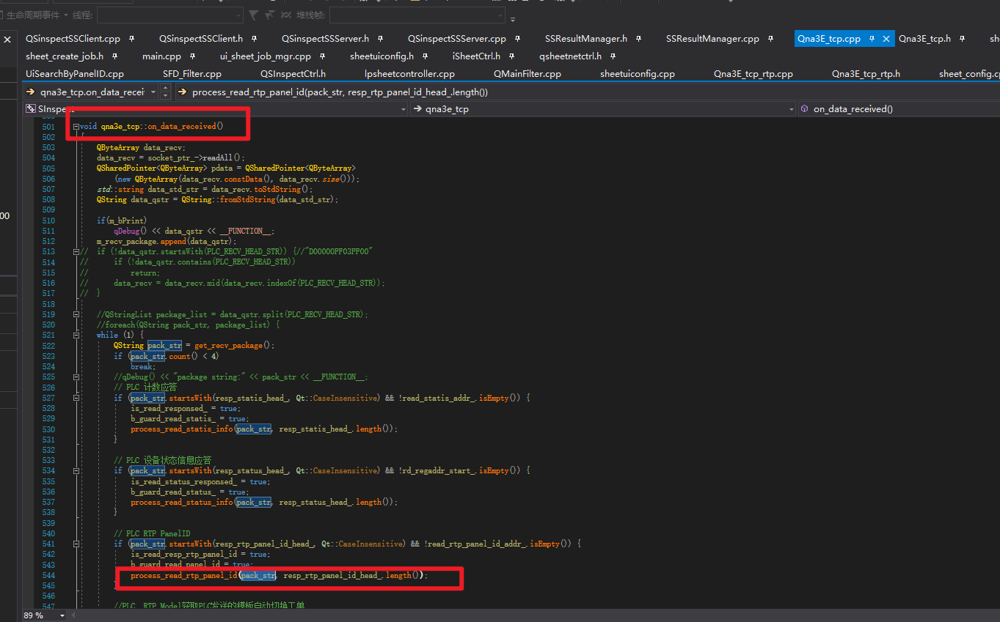 生命周期事件 线程: 堆栈帧:
QSinspectSSClient.cpp QSinspectSSClient.h QSinspectSSServer.h QSinspectSSServer.cpp SSResultManager.h SSResultManager.cpp Qna3E_tcp.cpp Qna3E_tcp.h she
sheet_create_job.h main.cpp ui_sheet_job_mgr.cpp sheetuiconfig.h iSheetCtrl.h qsheetnetctrl.h
UiSearchByPanelID.cpp SFD_Filter.cpp QSInspectCtrl.h lpsheetcontroller.cpp QMainFilter.cpp sheetuiconfig.cpp Qna3E_tcp_rtp.cpp Qna3E_tcp_rtp.h sheet_config.c
qna3e_tcp.on_data_recei process_read_rtp_panel_id(pack_str, resp_rtp_panel_id_head_.length())
SInspect qna3e_tcp on_data_received()
501 void qna3e_tcp::on_data_received()
502 {
503 QByteArray data_recv;
504 data_recv = socket_ptr_->readAll();
505 QSharedPointer<QByteArray> pdata = QSharedPointer<QByteArray>
506 (new QByteArray(data_recv.constData(), data_recv.size()));
507 std::string data_std_str = data_recv.toStdString();
508 QString data_qstr = QString::fromStdString(data_std_str);
509
510 if(m_bPrint)
511 qDebug() << data_qstr << __FUNCTION__;
512 m_recv_package.append(data_qstr);
513 // if (!data_qstr.startsWith(PLC_RECV_HEAD_STR)) {//"D00000FF03FF00"
514 // if (!data_qstr.contains(PLC_RECV_HEAD_STR))
515 // return;
516 // data_recv = data_recv.mid(data_recv.indexOf(PLC_RECV_HEAD_STR));
517 // }
518
519 //QStringList package_list = data_qstr.split(PLC_RECV_HEAD_STR);
520 //foreach(QString pack_str, package_list) {
521 while (1) {
522 QString pack_str = get_recv_package();
523 if (pack_str.count() < 4)
524 break;
525 //qDebug() << "package string:" << pack_str << __FUNCTION__;
526 // PLC 计数应答
527 if (pack_str.startsWith(resp_statis_head_, Qt::CaseInsensitive) && !read_statis_addr_.isEmpty()) {
528 is_read_responsed_ = true;
529 b_guard_read_statis_ = true;
530 process_read_statis_info(pack_str, resp_statis_head_.length());
531 }
532
533 // PLC 设备状态信息应答
534 if (pack_str.startsWith(resp_status_head_, Qt::CaseInsensitive) && !rd_regaddr_start_.isEmpty()) {
535 is_read_status_responsed_ = true;
536 b_guard_read_status_ = true;
537 process_read_status_info(pack_str, resp_status_head_.length());
538 }
539
540 // PLC RTP PanelID
541 if (pack_str.startsWith(resp_rtp_panel_id_head_, Qt::CaseInsensitive) && !read_rtp_panel_id_addr_.isEmpty()) {
542 is_read_resp_rtp_panel_id = true;
543 b_guard_read_panel_id = true;
544 process_read_rtp_panel_id(pack_str, resp_rtp_panel_id_head_.length());
545
546
547 //PLC RTP Model获取PLC发送的模板自动切换工单
00
89 %